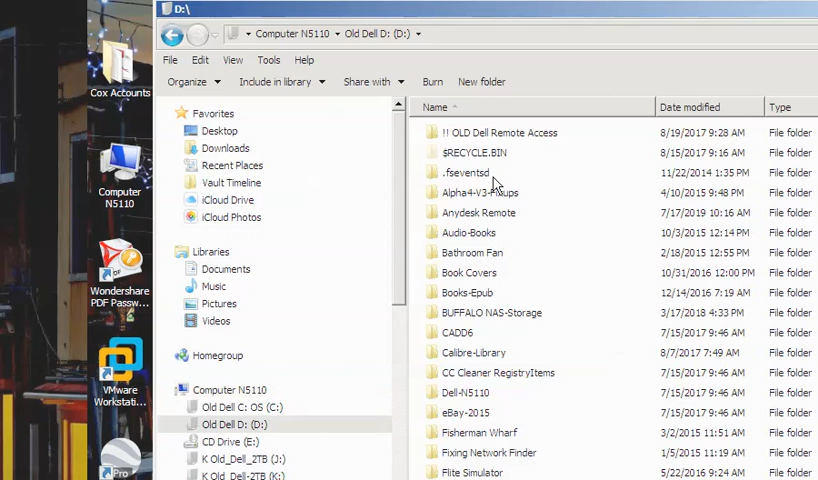 D:\
Computer N5110 Old Dell D: (D:)
File Edit View Tools Help
Organize Include in library Share with Burn New folder
Cox Accounts
Computer
N5110
Wondershare
PDF Passw...
VMware
Workstati...
Pro
Favorites
Desktop
Downloads
Recent Places
Vault Timeline
iCloud Drive
iCloud Photos
Libraries
Documents
Music
Pictures
Videos
Homegroup
Computer N5110
Old Dell C: OS (C:)
Old Dell D: (D:)
CD Drive (E:)
K Old_Dell_2TB (J:)
K Old_Dell-2TB (K:)
Name Date modified Type
!! OLD Dell Remote Access 8/19/2017 9:28 AM File folder
$RECYCLE.BIN 8/15/2017 9:16 AM File folder
.fseventsd 11/22/2014 1:35 PM File folder
Alpha4-V3- 4/10/2015 9:48 PM File folder
Anydesk Remote 7/17/2019 10:16 AM File folder
Audio-Books 10/3/2015 12:14 PM File folder
Bathroom Fan 2/18/2015 12:55 PM File folder
Book Covers 10/31/2016 12:00 PM File folder
Books-Epub 12/14/2016 7:19 AM File folder
BUFFALO NAS-Storage 3/17/2018 4:33 PM File folder
CADD6 7/15/2017 9:46 AM File folder
Calibre-Library 8/7/2017 7:49 AM File folder
CC Cleaner RegistryItems 7/15/2017 9:46 AM File folder
Dell-N5110 7/15/2017 9:46 AM File folder
eBay-2015 7/15/2017 9:46 AM File folder
Fisherman Wharf 3/2/2015 11:51 AM File folder
Fixing Network Finder 1/5/2015 11:19 AM File folder
Flite Simulator 5/22/2016 9:24 AM File folder